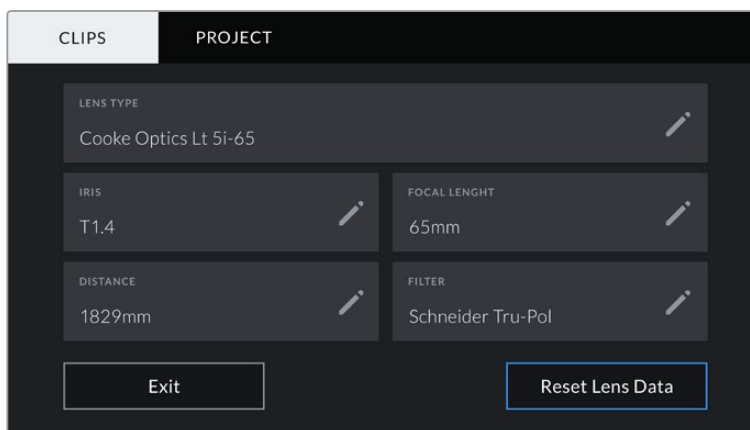 CLIPS PROJECT
LENS TYPE
Cooke Optics Lt 5i-65
IRIS
T1.4
FOCAL LENGHT
65mm
DISTANCE
1829mm
FILTER
Schneider Tru-Pol
Exit
Reset Lens Data